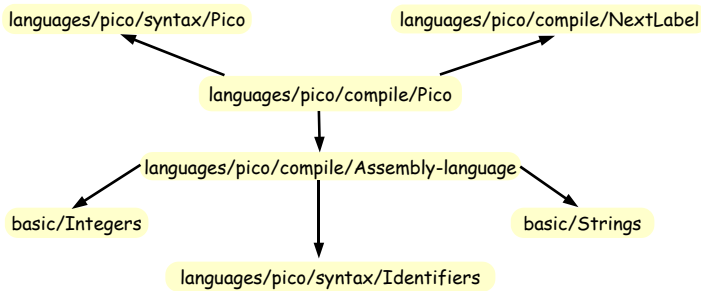 languages/pico/syntax/Pico
languages/pico/compile/NextLabel
languages/pico/compile/Pico
languages/pico/compile/Assembly-language
basic/Integers
basic/Strings
languages/pico/syntax/Identifiers